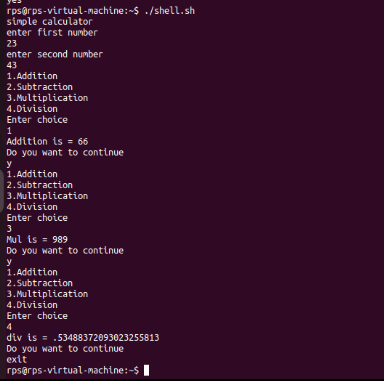 yes
rps@rps-virtual-machine:~$ ./shell.sh
simple calculator
enter first number
23
enter second number
43
1.Addition
2.Subtraction
3.Multiplication
4.Division
Enter choice
1
Addition is = 66
Do you want to continue
y
1.Addition
2.Subtraction
3.Multiplication
4.Division
Enter choice
3
Mul is = 989
Do you want to continue
y
1.Addition
2.Subtraction
3.Multiplication
4.Division
Enter choice
4
div is = .53488372093023255813
Do you want to continue
exit
rps@rps-virtual-machine:~$